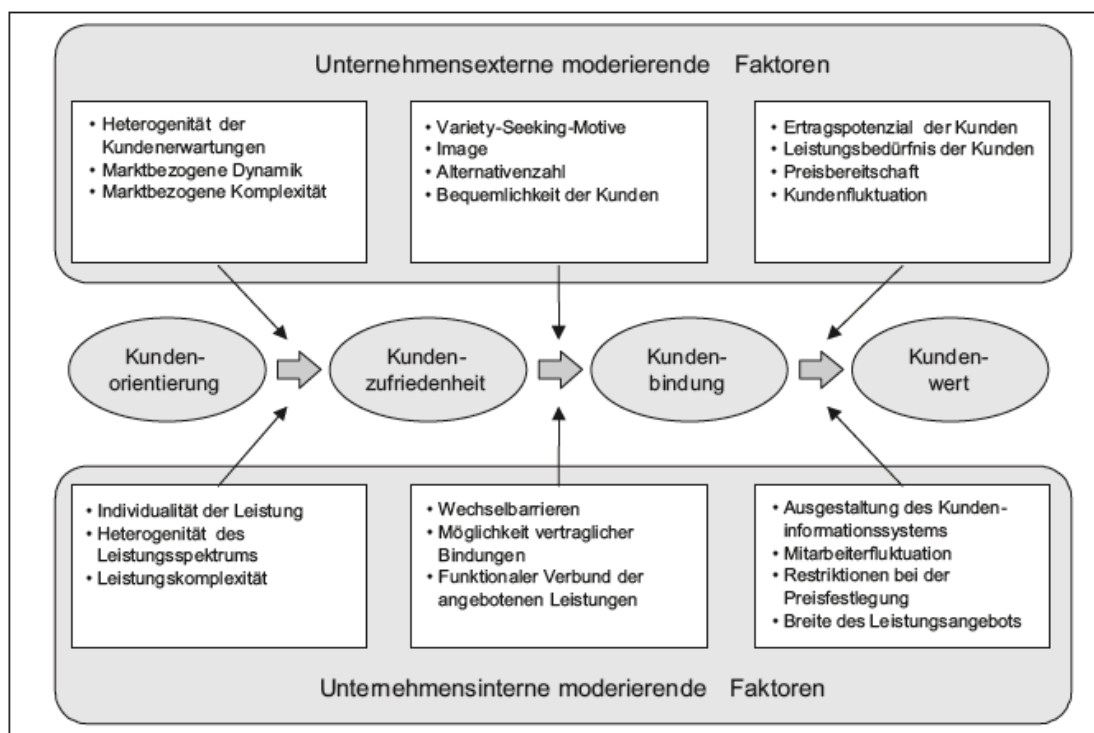 Unternehmensexterne moderierende Faktoren
• Heterogenität der
Kundenerwartungen
• Marktbezogene Dynamik
• Marktbezogene Komplexität
• Variety-Seeking-Motive
• Image
• Alternativenzahl
• Bequemlichkeit der Kunden
• Ertragspotenzial der Kunden
• Leistungsbedürfnis der Kunden
• Preisbereitschaft
• Kundenfluktuation
Kunden-
orientierung
Kunden-
zufriedenheit
Kunden-
bindung
Kunden-
wert
• Individualität der Leistung
• Heterogenität des
Leistungsspektrums
• Leistungskomplexität
• Wechselbarrieren
• Möglichkeit vertraglicher
Bindungen
• Funktionaler Verbund der
angebotenen Leistungen
• Ausgestaltung des Kunden-
informationssystems
• Mitarbeiterfluktuation
• Restriktionen bei der
Preisfestlegung
• Breite des Leistungsangebots
Unternehmensinterne moderierende Faktoren